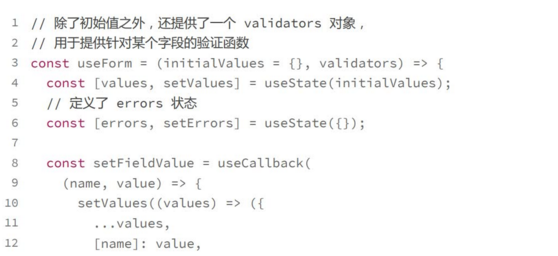 1 // 除了初始值之外，还提供了一个 validators 对象，
2 // 用于提供针对某个字段的验证函数
3 const useForm = (initialValues = {}, validators) => {
4   const [values, setValues] = useState(initialValues);
5   // 定义了 errors 状态
6   const [errors, setErrors] = useState({});
7
8   const setFieldValue = useCallback(
9     (name, value) => {
10       setValues((values) => ({
11         ...values,
12         [name]: value,